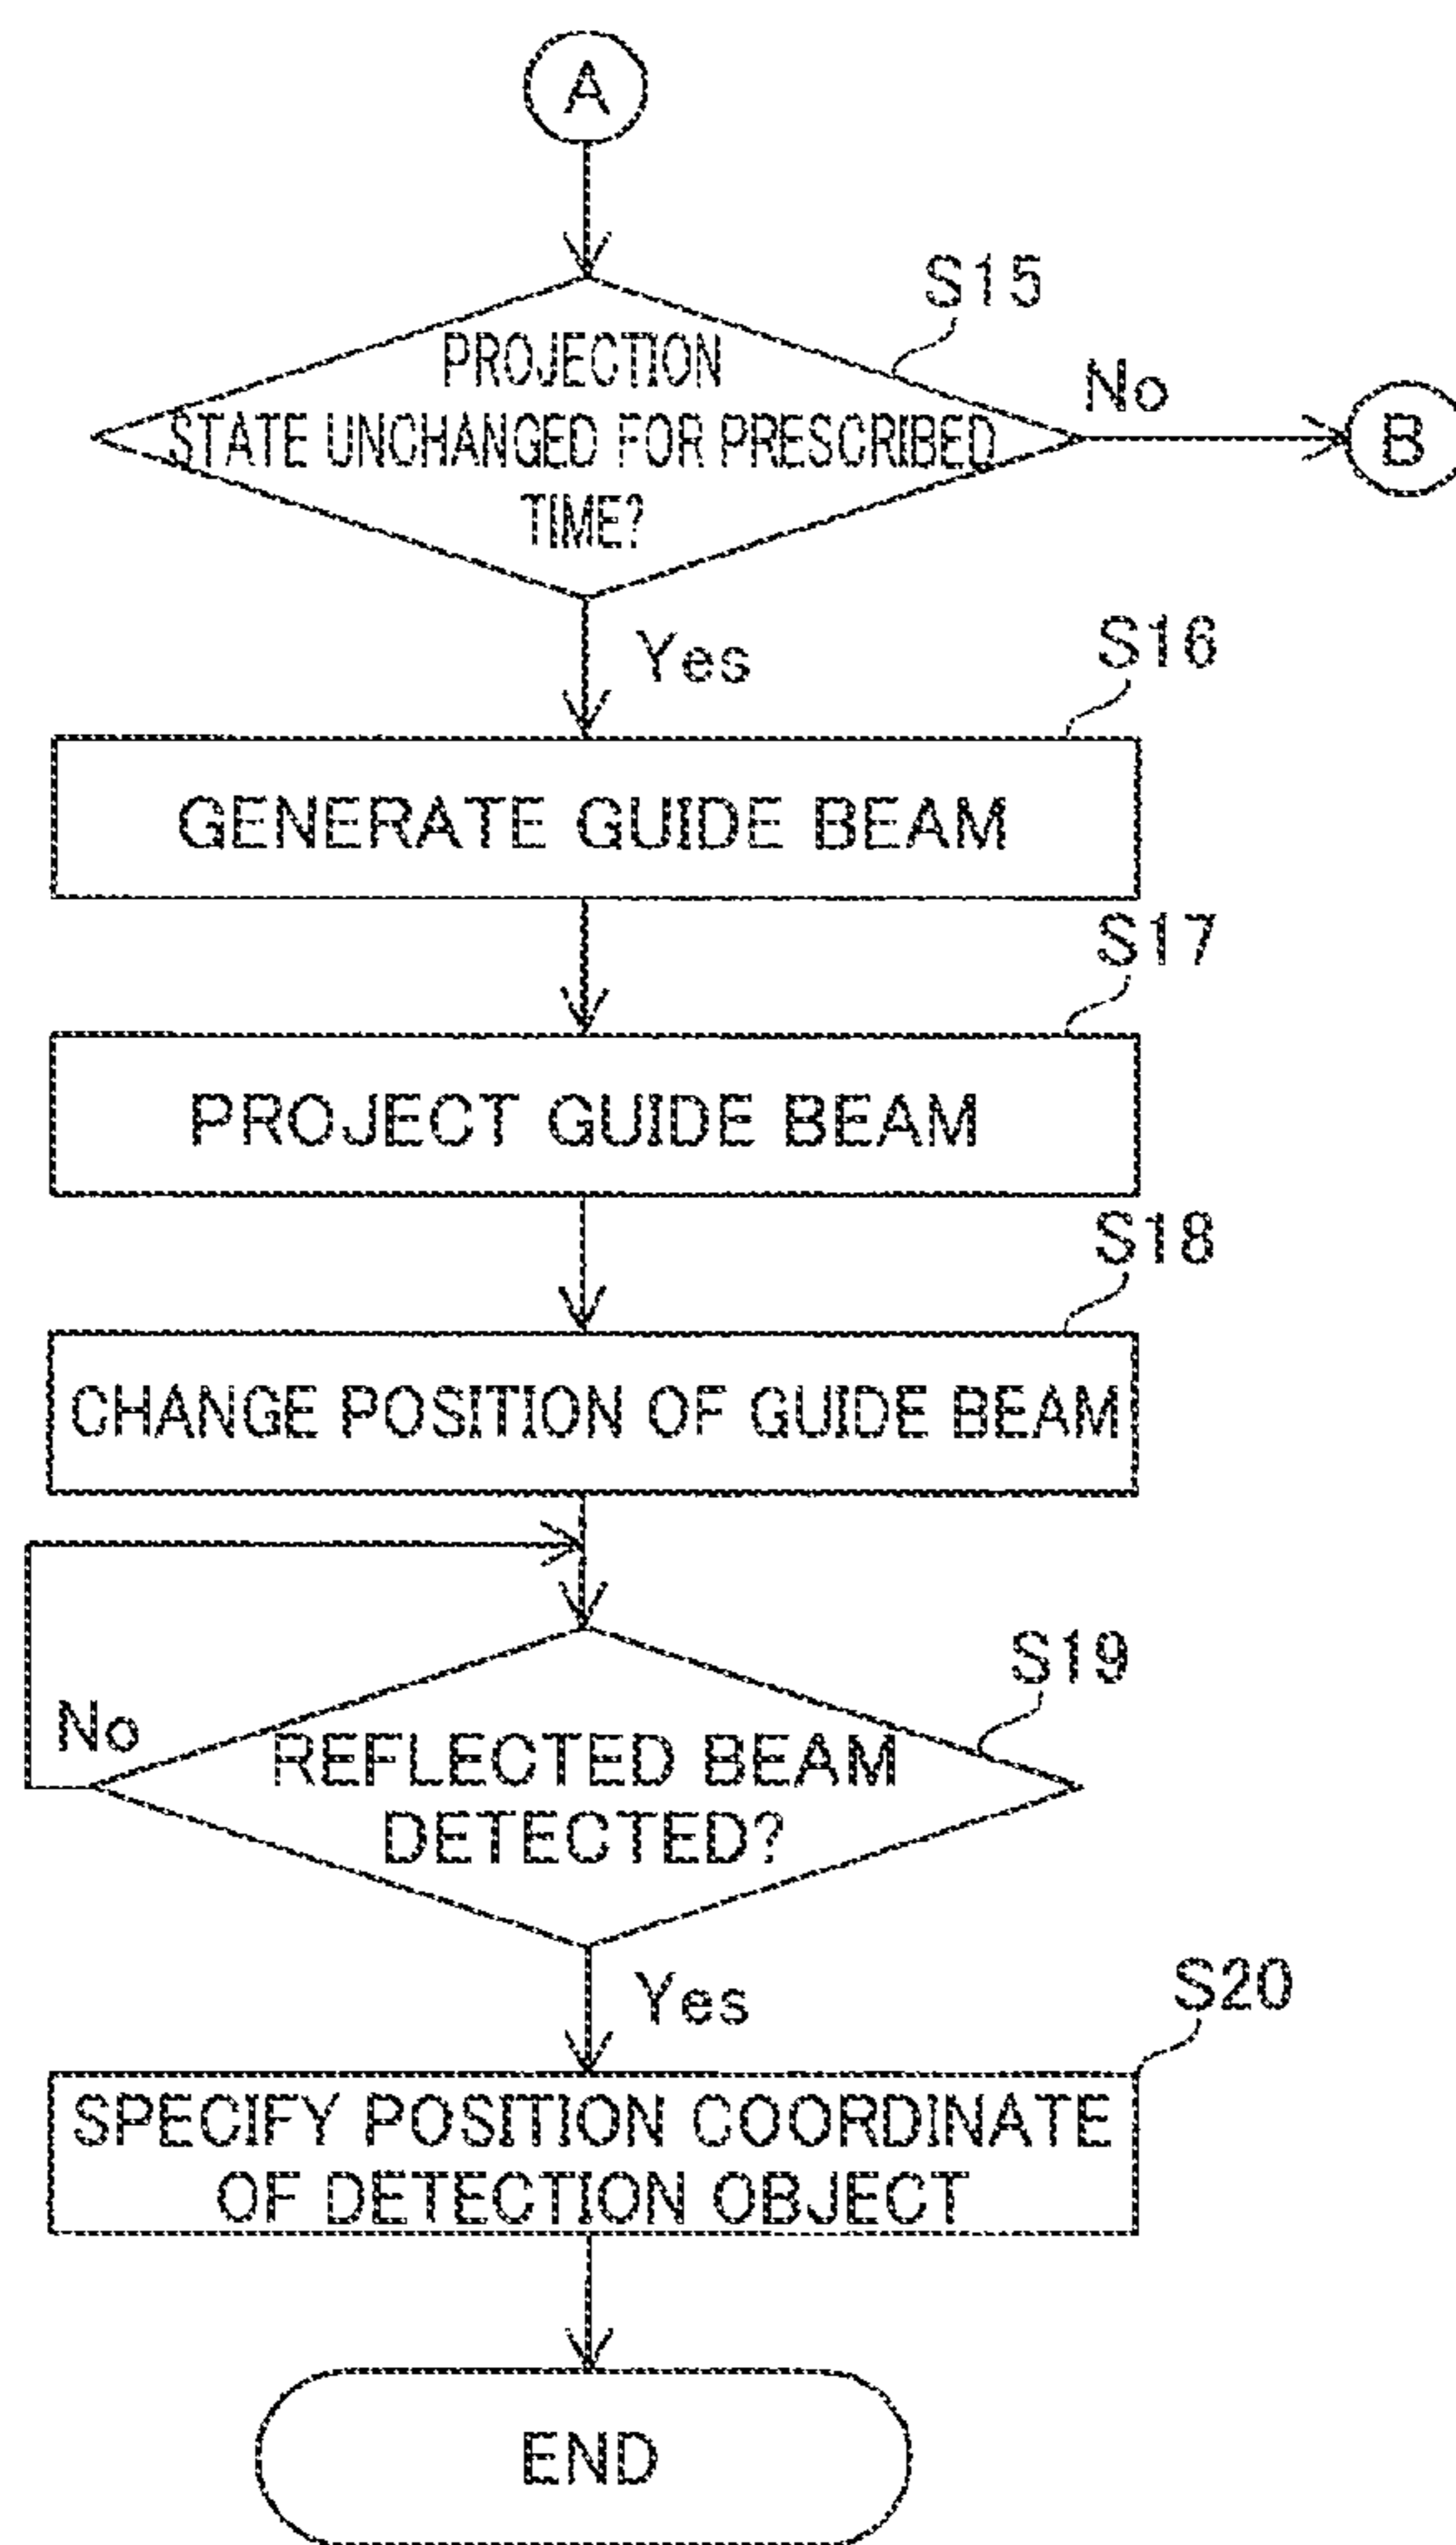 A
S15
PROJECTION
STATE UNCHANGED FOR PRESCRIBED
TIME?
No
B
Yes
S16
GENERATE GUIDE BEAM
S17
PROJECT GUIDE BEAM
S18
CHANGE POSITION OF GUIDE BEAM
S19
No
REFLECTED BEAM
DETECTED?
Yes
S20
SPECIFY POSITION COORDINATE
OF DETECTION OBJECT
END